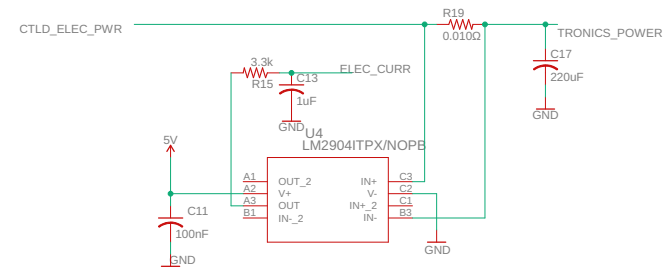 R19
CTLD_ELEC_PWR
0.010Ω
TRONICS_POWER
C17
220uF
GND
3.3k
R15
ELEC_CURR
C13
1uF
GND
U4
LM2904ITPX/NOPB
5V
A1 OUT_2 IN+ C3
A2 V+ V- C2
A3 OUT IN+_2 C1
B1 IN-_2 IN- B3
C11
100nF
GND
GND